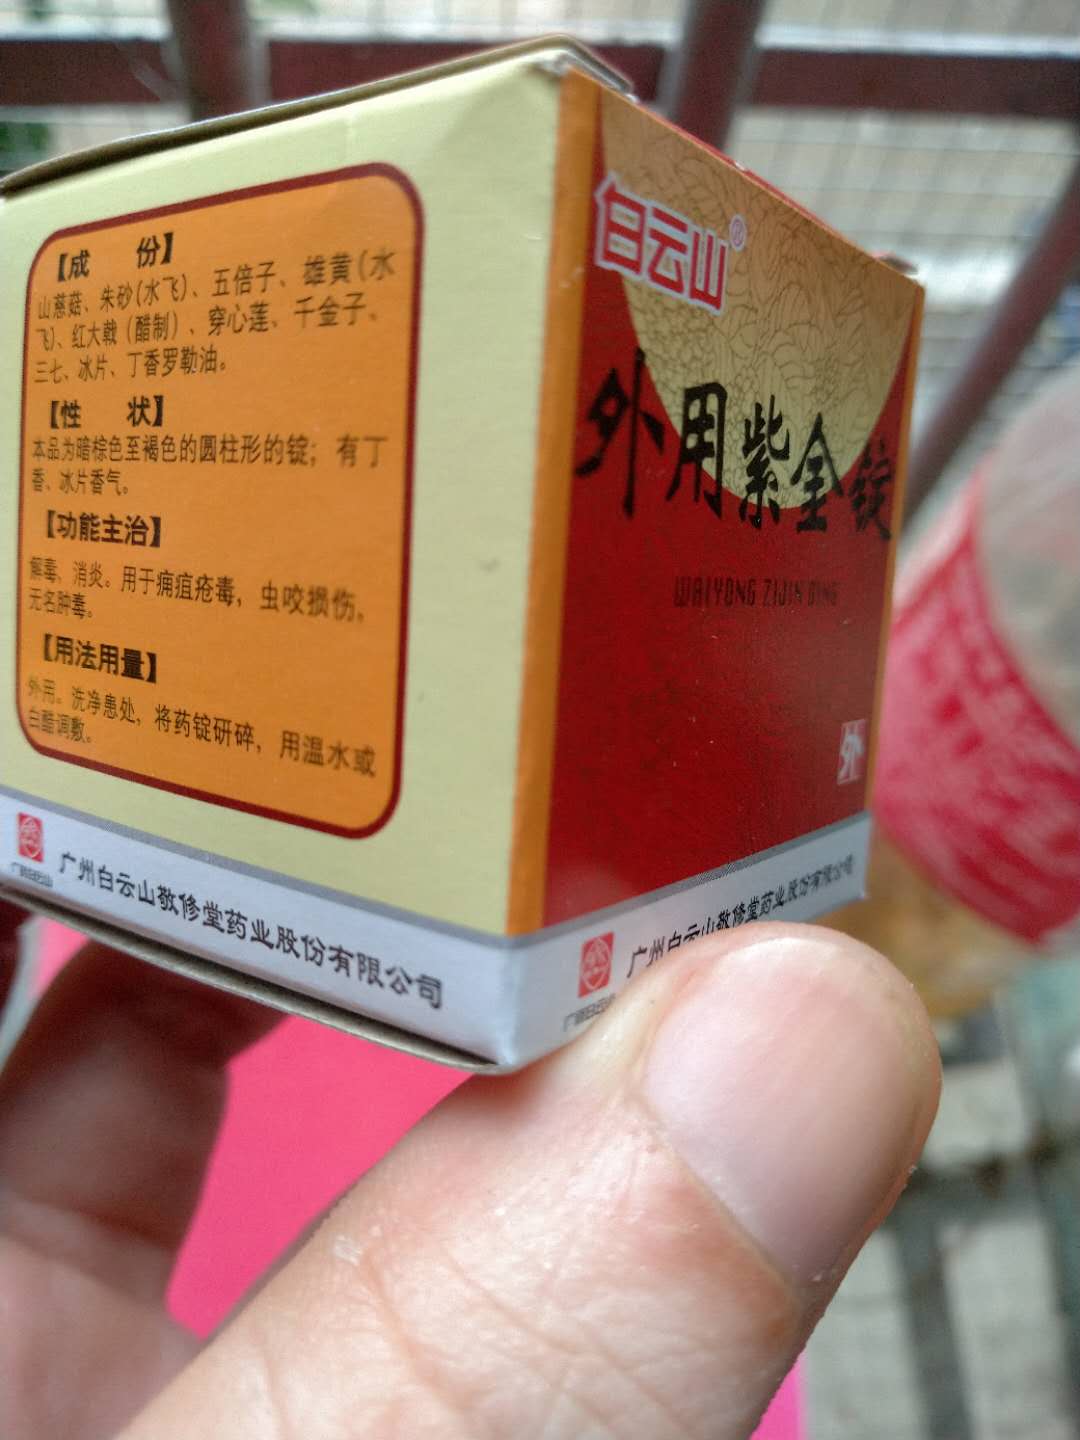 【成　　份】
山慈菇、朱砂(水飞)、五倍子、雄黄(水
飞)、红大戟(醋制)、穿心莲、千金子、
三七、冰片、丁香罗勒油。
【性　　状】
本品为暗棕色至褐色的圆柱形的锭；有丁
香、冰片香气。
【功能主治】
解毒、消炎。用于痈疽疮毒，虫咬损伤，
无名肿毒。
【用法用量】
外用。洗净患处，将药锭研碎，用温水或
白醋调敷。
广州白云山敬修堂药业股份有限公司
白云山®
外用紫金锭
WAIYONG ZIJIN DING
外
广州白云山敬修堂药业股份有限公司